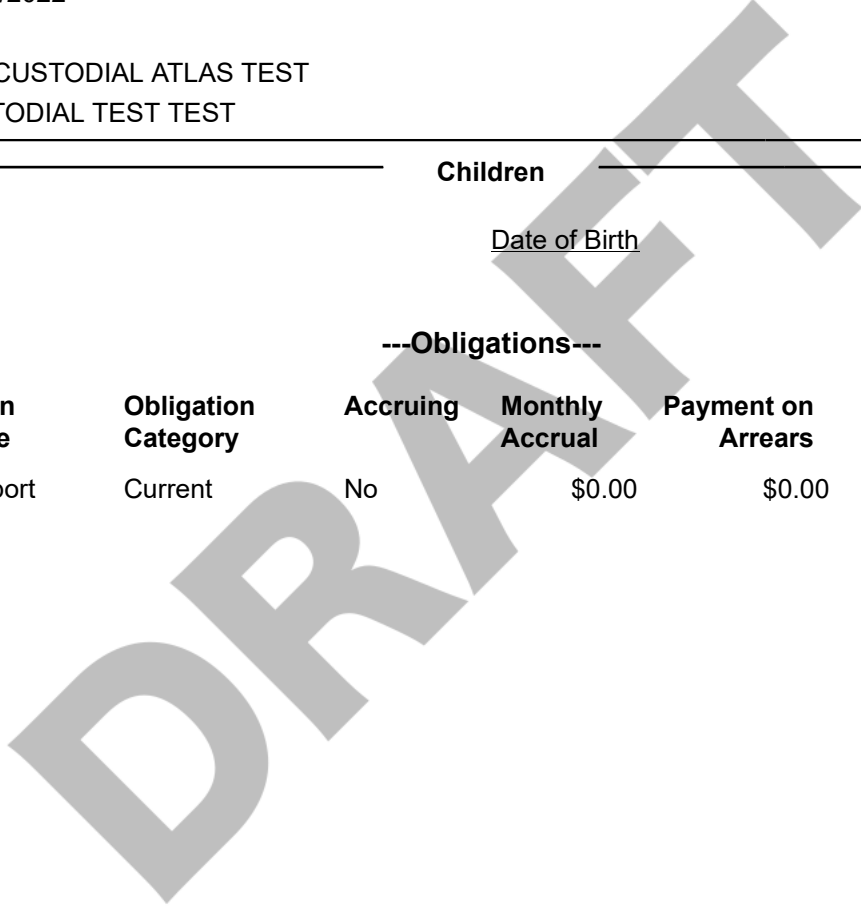 CUSTODIAL ATLAS TEST
TODIAL TEST TEST
Children
Date of Birth
---Obligations---
n Obligation Accruing Monthly Payment on
e Category Accrual Arrears
port Current No $0.00 $0.00
DRAFT